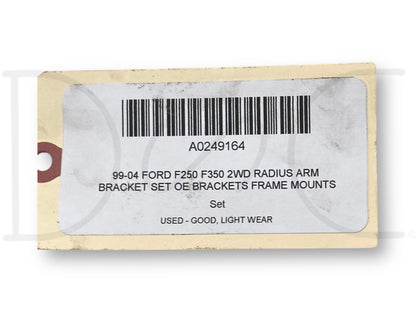 A0249164
99-04 FORD F250 F350 2WD RADIUS ARM
BRACKET SET OE BRACKETS FRAME MOUNTS
Set
USED - GOOD, LIGHT WEAR